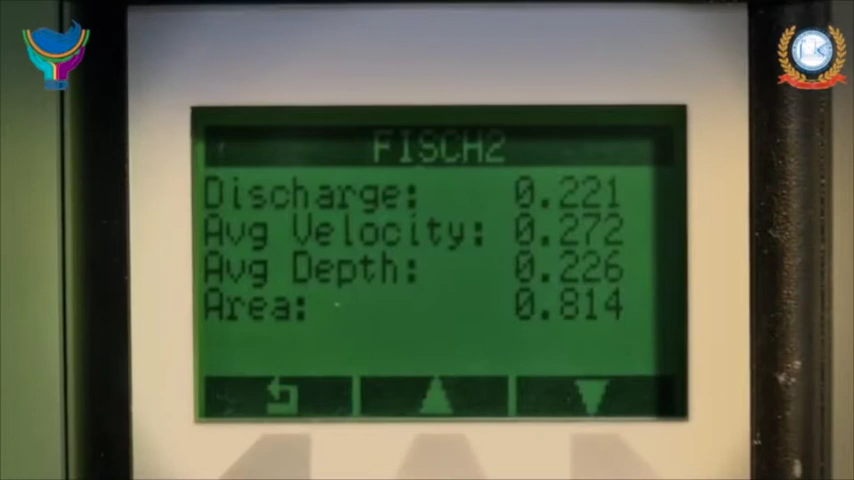 FISCH2
Discharge: 0.221
Avg Velocity: 0.272
Avg Depth: 0.226
Area: 0.814